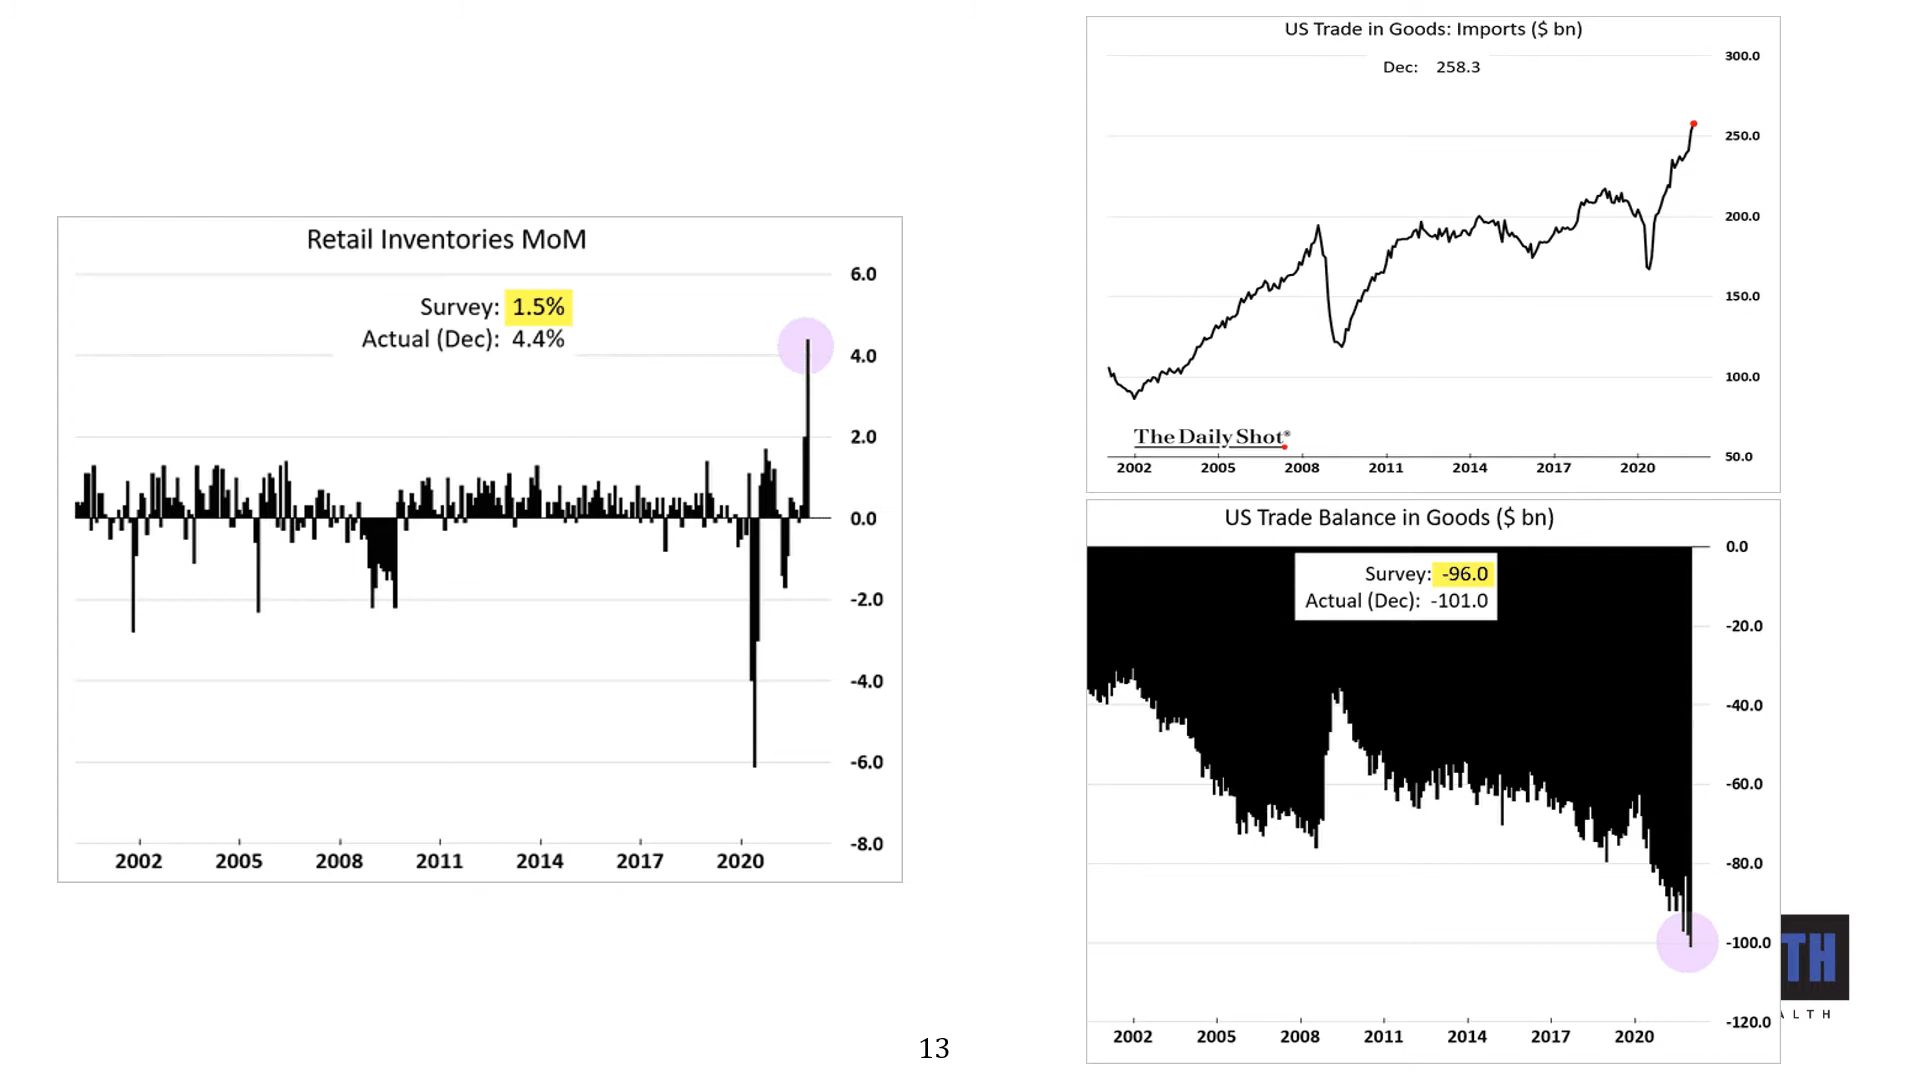 Retail Inventories MoM
Survey: 1.5%
Actual (Dec): 4.4%
6.0
4.0
2.0
0.0
-2.0
-4.0
-6.0
-8.0
2002 2005 2008 2011 2014 2017 2020
US Trade in Goods: Imports ($ bn)
Dec: 258.3
300.0
250.0
200.0
150.0
100.0
50.0
The Daily Shot®
2002 2005 2008 2011 2014 2017 2020
US Trade Balance in Goods ($ bn)
Survey: -96.0
Actual (Dec): -101.0
0.0
-20.0
-40.0
-60.0
-80.0
-100.0
-120.0
2002 2005 2008 2011 2014 2017 2020
TH
ALTH
13